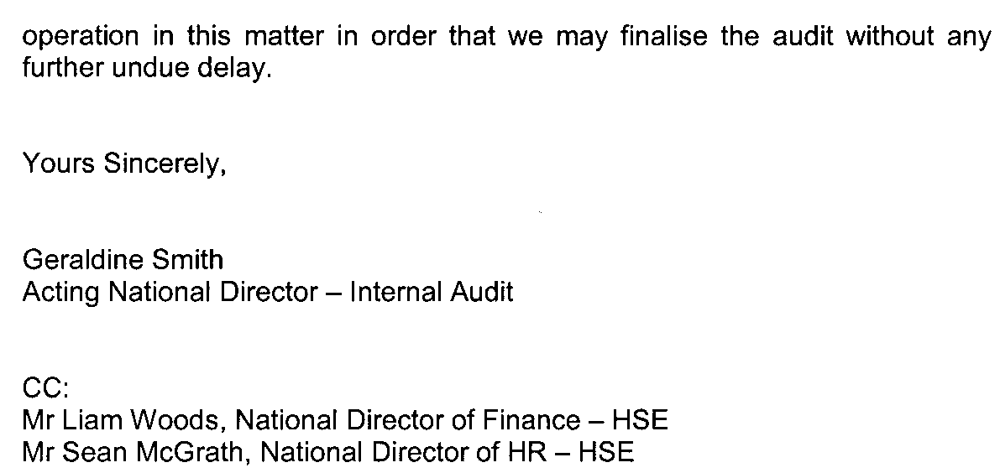 operation in this matter in order that we may finalise the audit without any
further undue delay.
Yours Sincerely,
Geraldine Smith
Acting National Director – Internal Audit
CC:
Mr Liam Woods, National Director of Finance – HSE
Mr Sean McGrath, National Director of HR – HSE